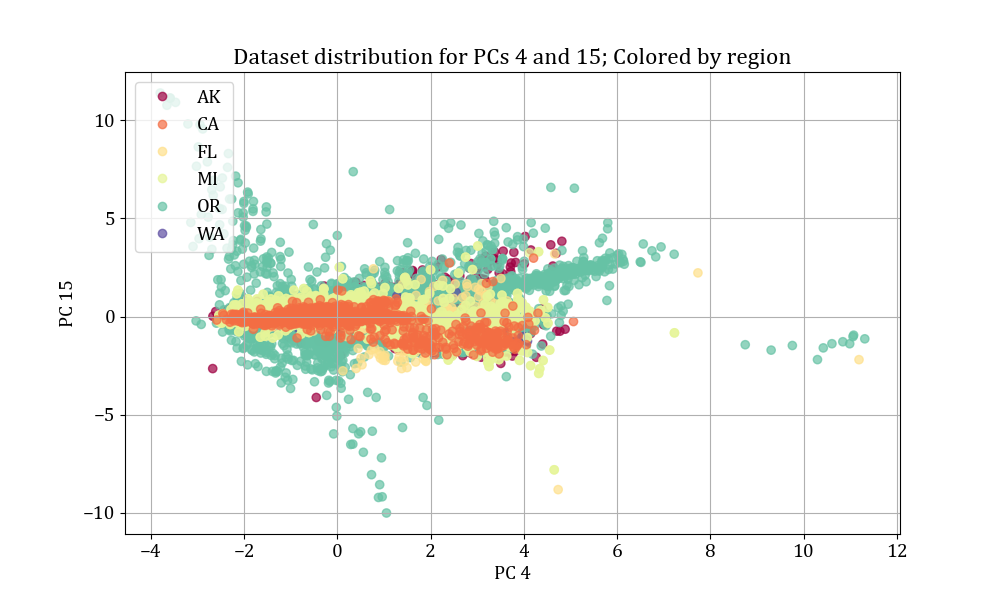 Dataset distribution for PCs 4 and 15; Colored by region
AK
CA
FL
MI
OR
WA
10
5
0
−5
−10
PC 15
−4
−2
0
2
4
6
8
10
12
PC 4